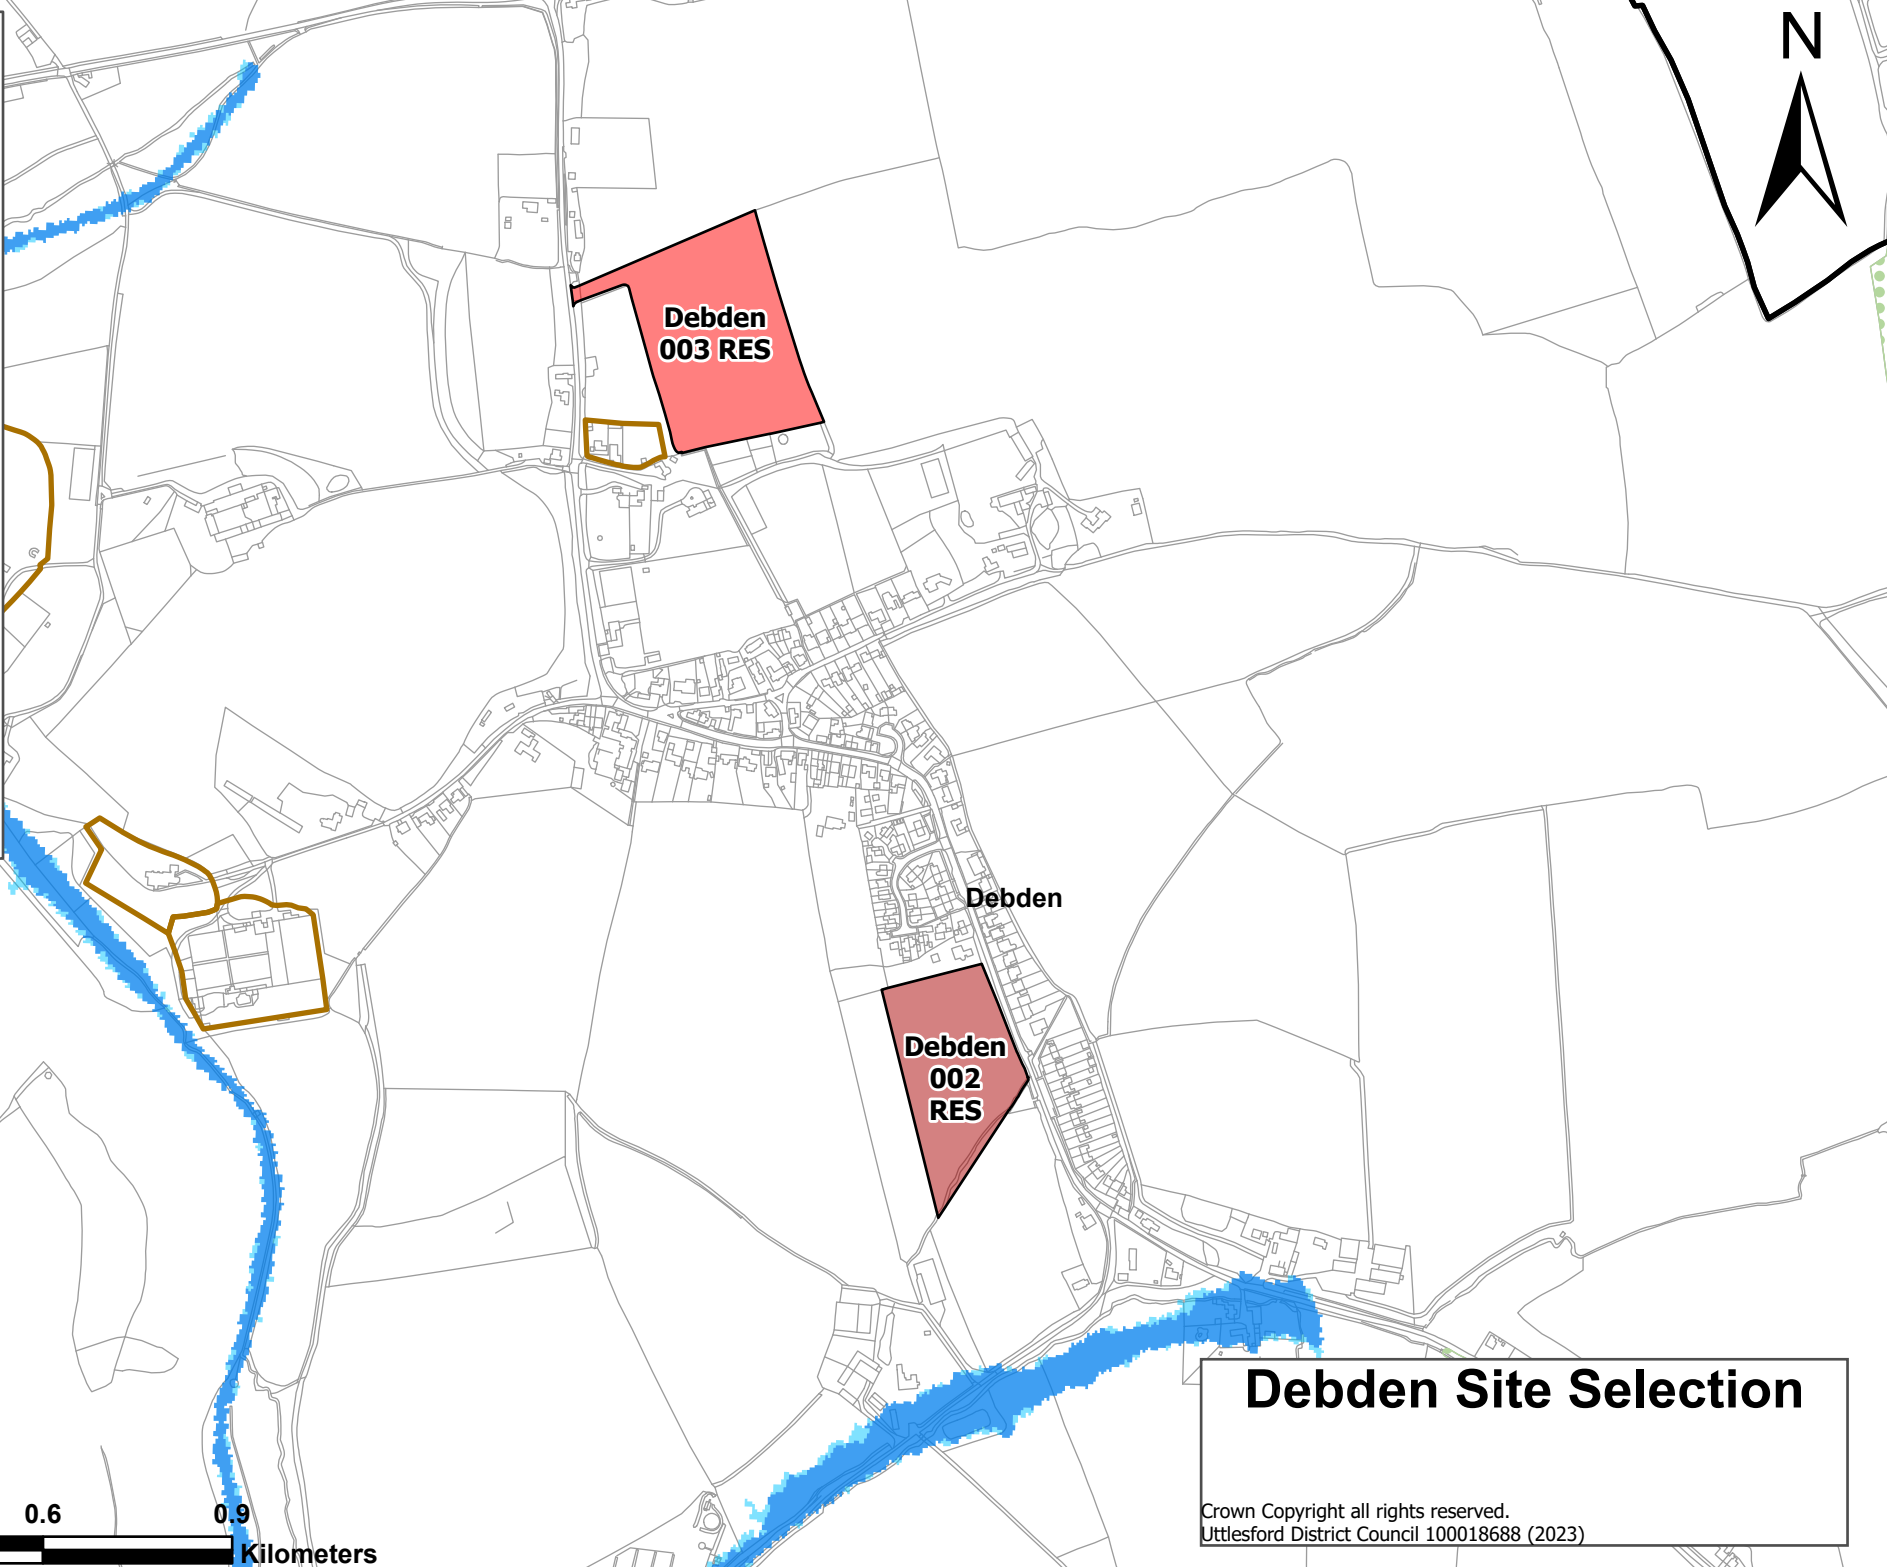 N
Debden
003 RES
Debden
Debden
002
RES
Debden Site Selection
Crown Copyright all rights reserved.
Uttlesford District Council 100018688 (2023)
0.6
0.9
Kilometers